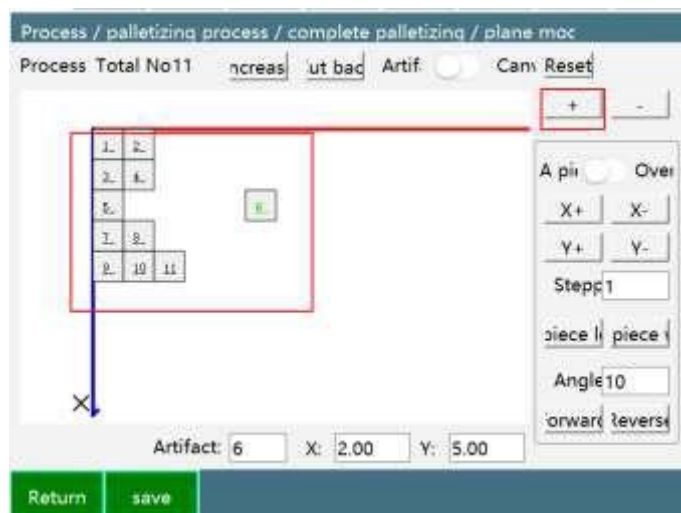 Process / palletizing process / complete palletizing / plane moc
Process Total No11 ncreas ut bac Artif Can Reset
+ -
1 2
3 4 A pi Over
5 6 X+ X-
7 8 Y+ Y-
9 10 11
Stepp 1
piece l piece
Angle 10
orward Reverse
Artifact: 6 X: 2.00 Y: 5.00
Return save